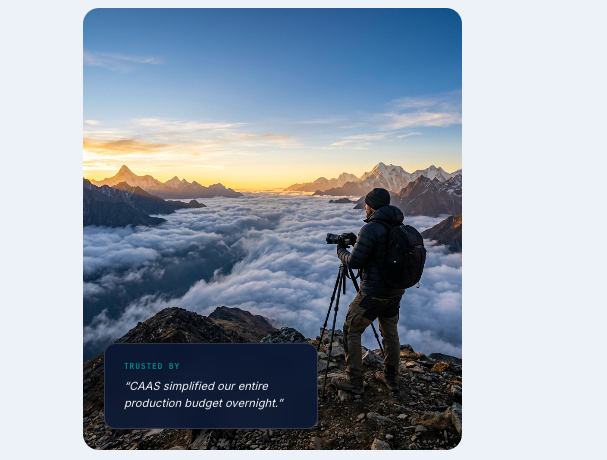 TRUSTED BY
“CAAS simplified our entire
production budget overnight.”